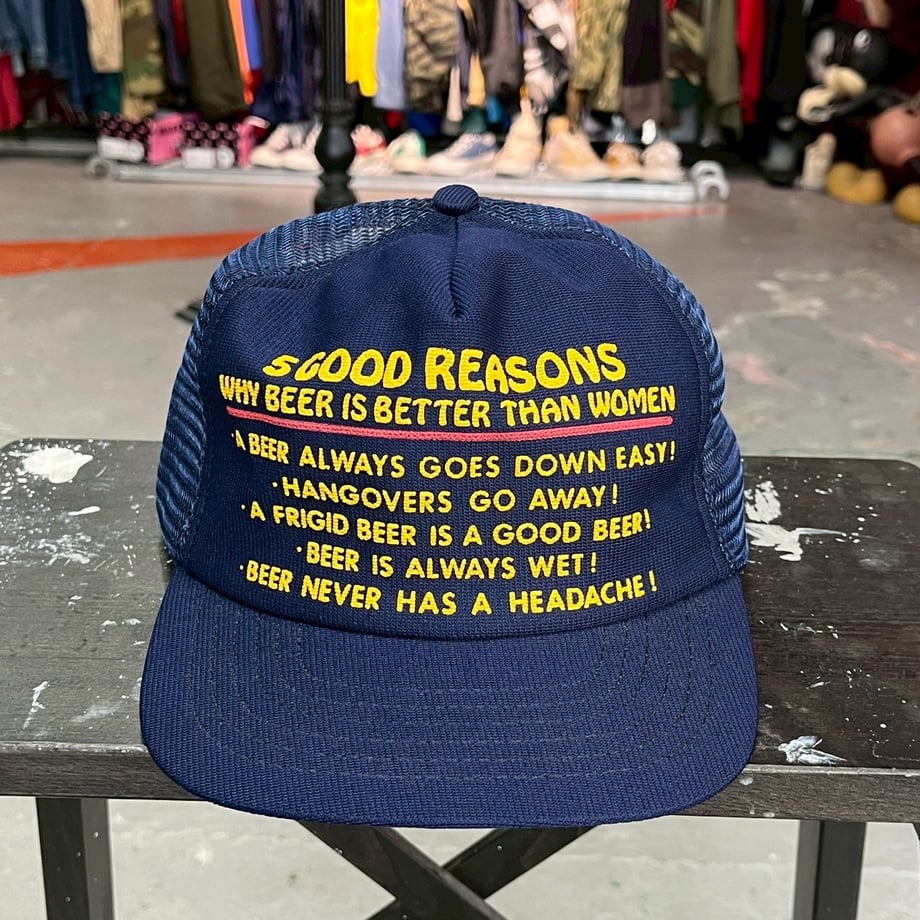 5 GOOD REASONS
WHY BEER IS BETTER THAN WOMEN
·A BEER ALWAYS GOES DOWN EASY!
·HANGOVERS GO AWAY!
·A FRIGID BEER IS A GOOD BEER!
·BEER IS ALWAYS WET!
·BEER NEVER HAS A HEADACHE!